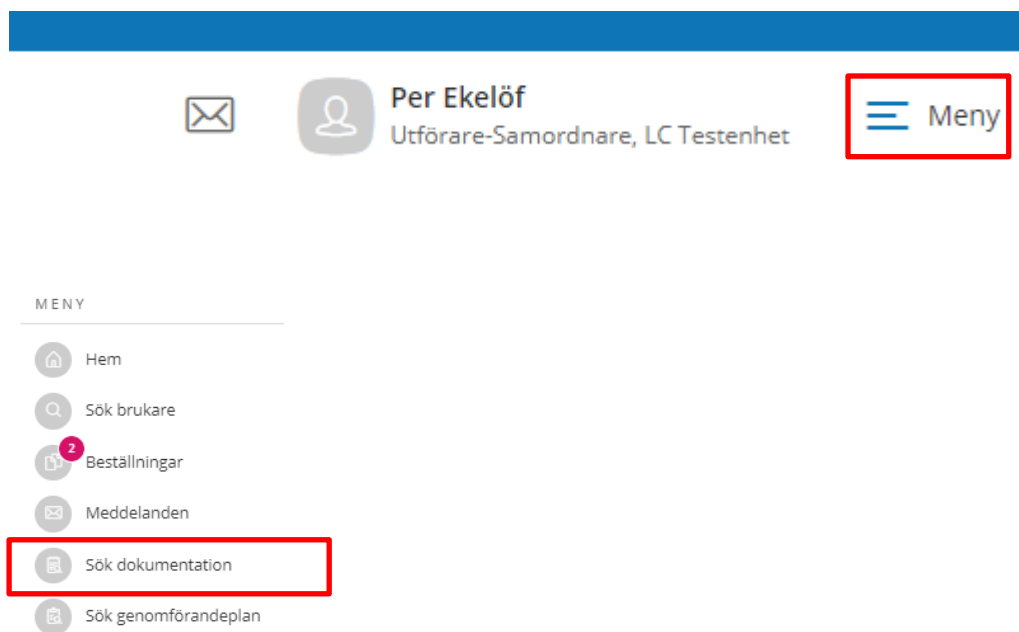 Per Ekelöf
Utförare-Samordnare, LC Testenhet
Meny
MENY
Hem
Sök brukare
2
Beställningar
Meddelanden
Sök dokumentation
Sök genomförandeplan